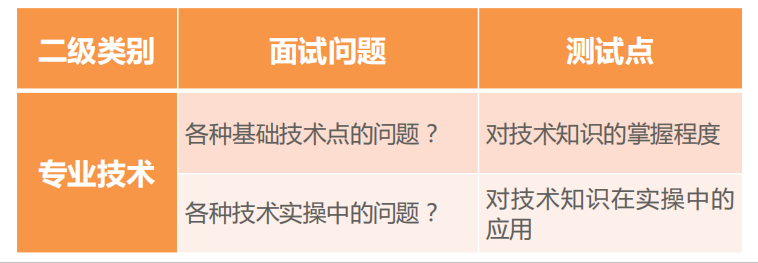 二级类别 面试问题 测试点
专业技术
各种基础技术点的问题？ 对技术知识的掌握程度
各种技术实操中的问题？ 对技术知识在实操中的
应用